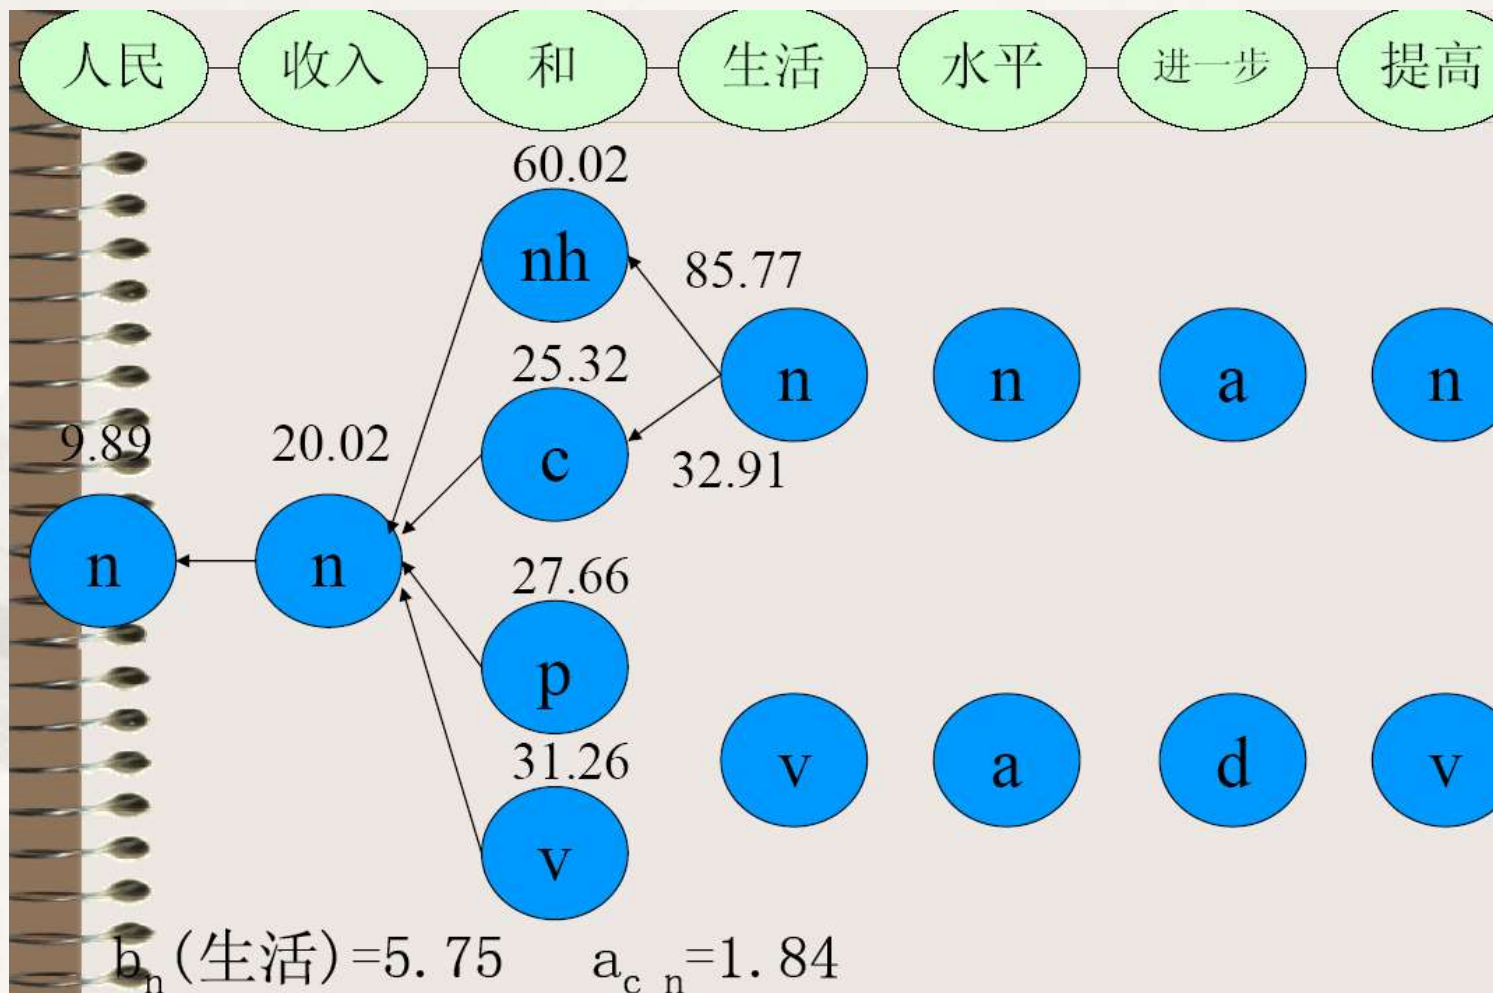 人民 收入 和 生活 水平 进一步 提高
60.02
nh
85.77
25.32
n n a n
c
9.89 20.02 32.91
n n
27.66
p
31.26
v a d v
v
b_n(生活)=5.75 a_{c n}=1.84